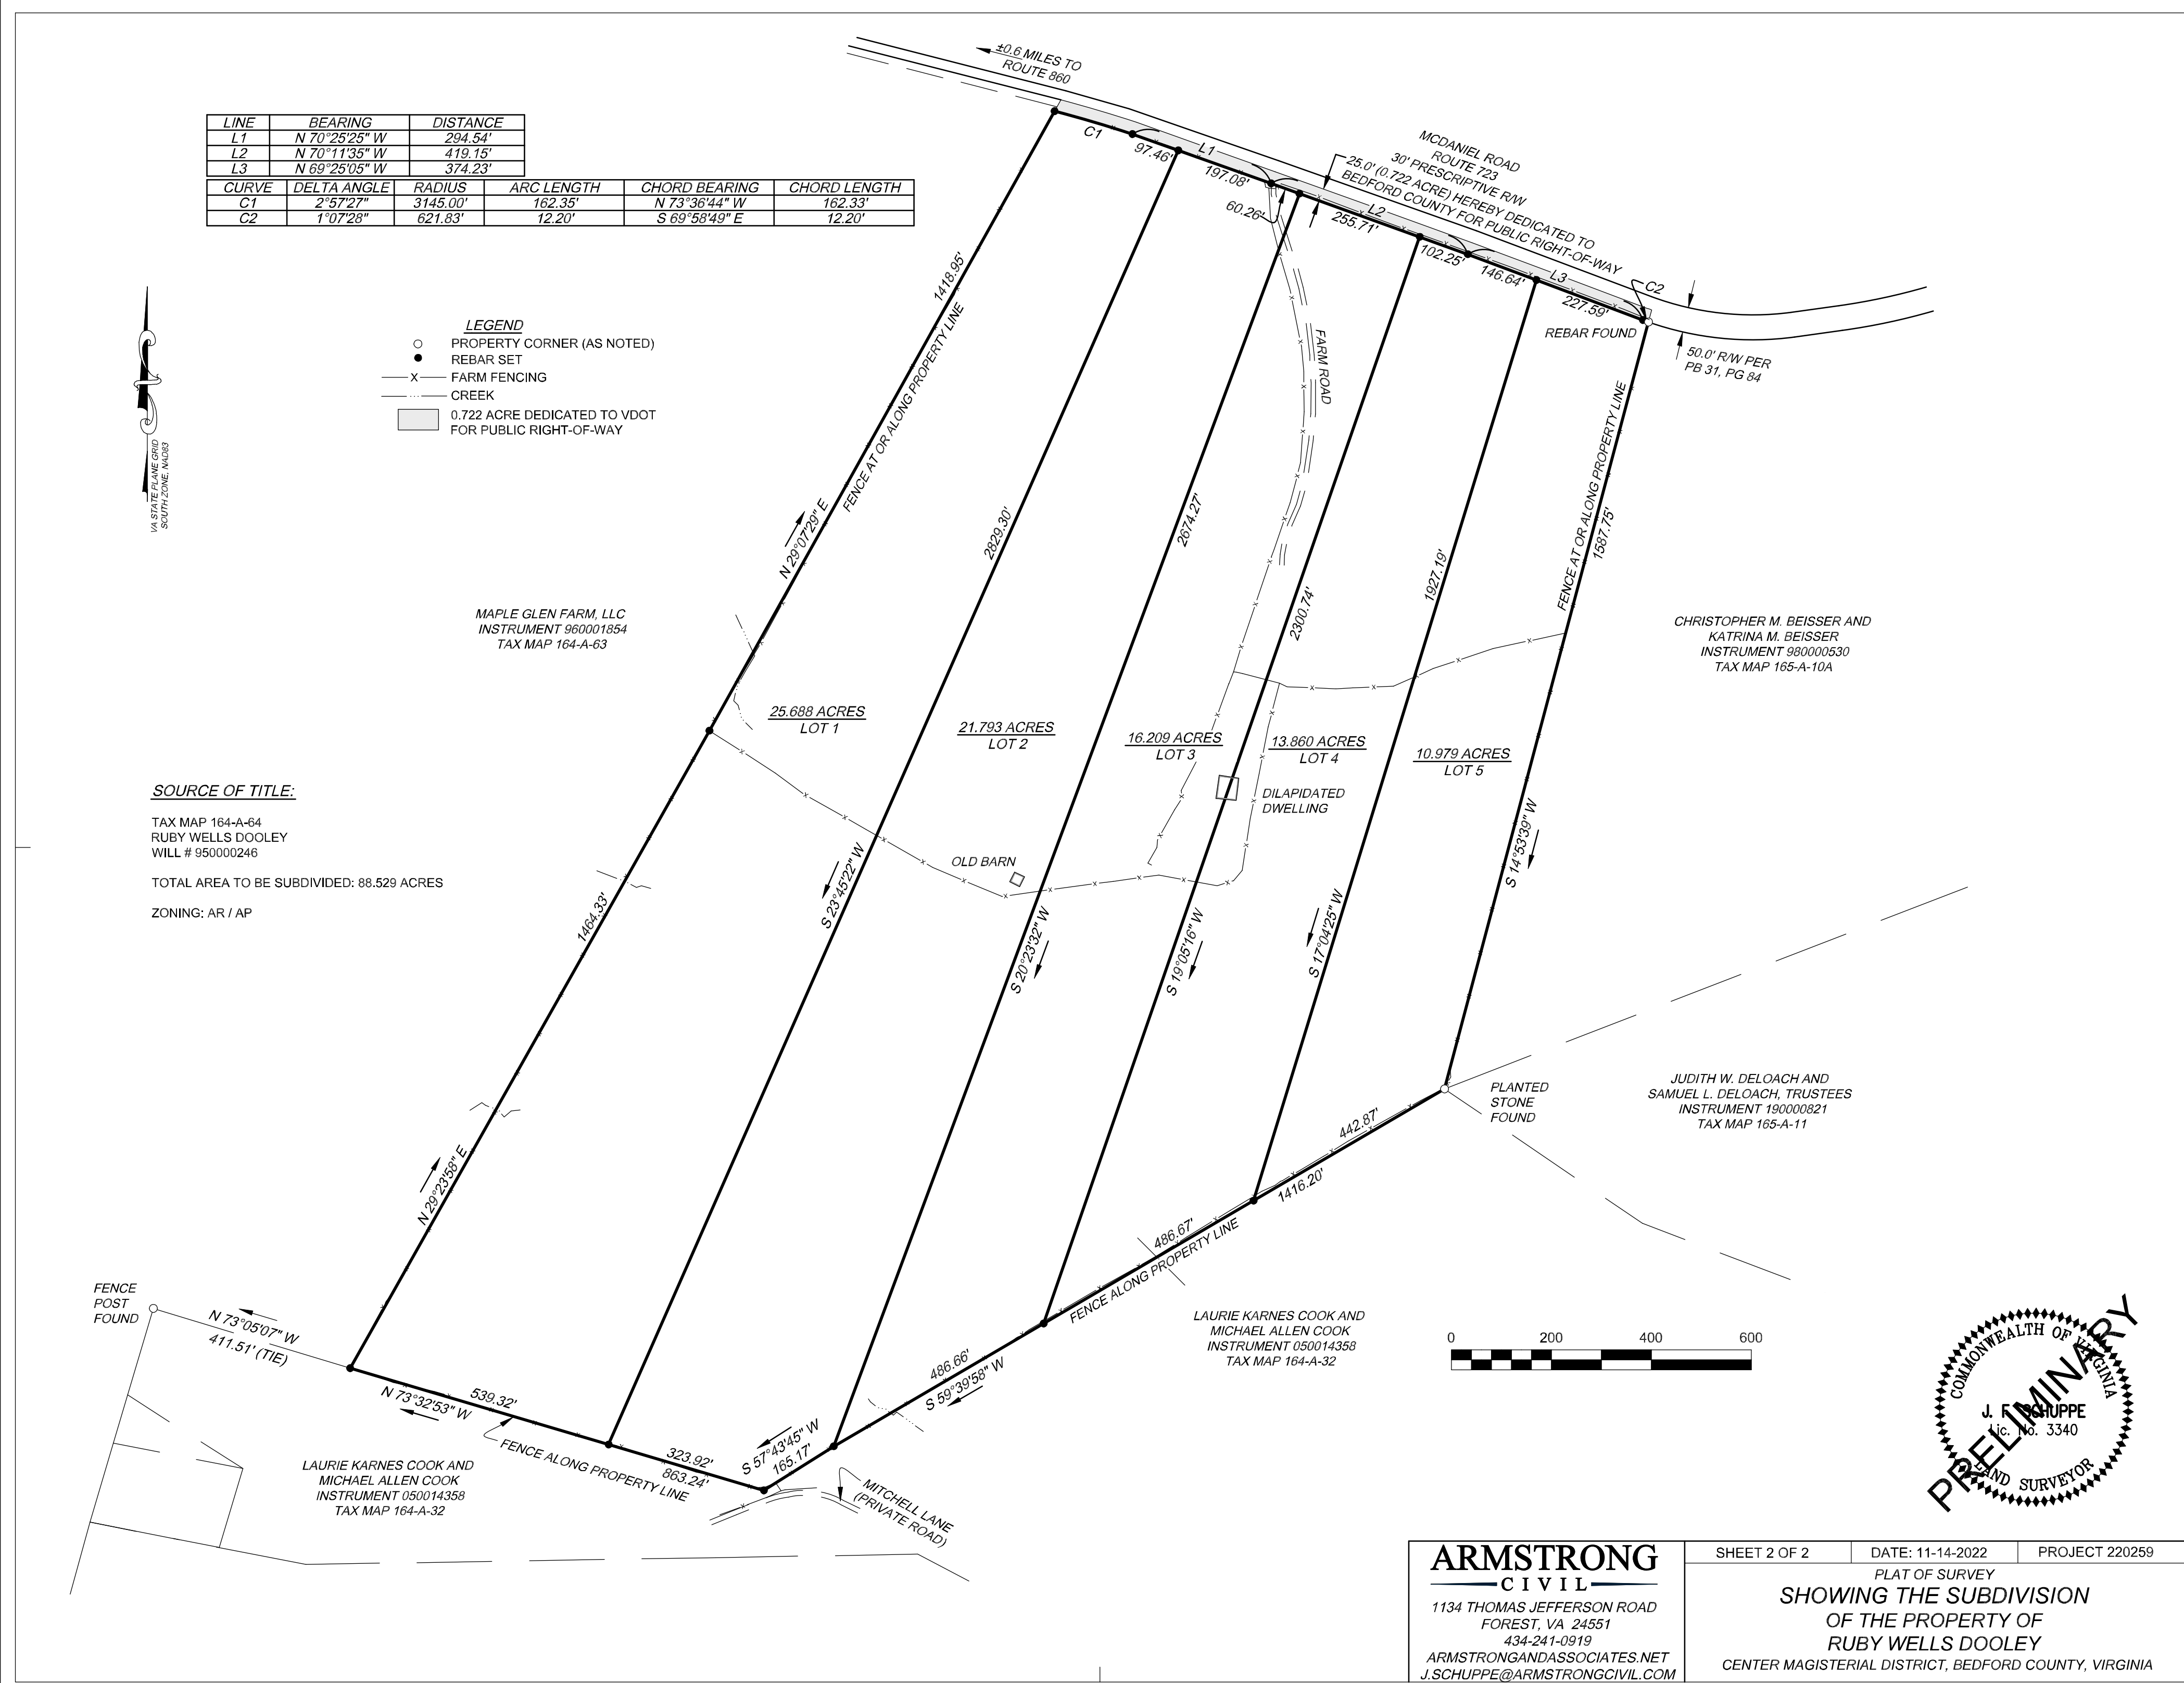 ±0.6 MILES TO
ROUTE 860
LINE BEARING DISTANCE
L1 N 70°25'25" W 294.54'
L2 N 70°11'35" W 419.15'
L3 N 69°25'05" W 374.23'
CURVE DELTA ANGLE RADIUS ARC LENGTH CHORD BEARING CHORD LENGTH
C1 2°57'27" 3145.00' 162.35' N 73°36'44" W 162.33'
C2 1°07'28" 621.83' 12.20' S 69°58'49" E 12.20'
C1
97.46'
L1
197.08'
60.26'
L2
255.71'
102.25'
146.64'
L3
227.59'
C2
MCDANIEL ROAD
ROUTE 723
30' PRESCRIPTIVE R/W
25.0' (0.722 ACRE) HEREBY DEDICATED TO
BEDFORD COUNTY FOR PUBLIC RIGHT-OF-WAY
REBAR FOUND
50.0' R/W PER
PB 31, PG 84
VA STATE PLANE GRID
SOUTH ZONE, NAD83
LEGEND
PROPERTY CORNER (AS NOTED)
REBAR SET
X FARM FENCING
CREEK
0.722 ACRE DEDICATED TO VDOT
FOR PUBLIC RIGHT-OF-WAY
1418.95'
FENCE AT OR ALONG PROPERTY LINE
N 29°07'29" E
2829.30'
2674.27'
FARM ROAD
2300.74'
1927.19'
FENCE AT OR ALONG PROPERTY LINE
1587.75'
MAPLE GLEN FARM, LLC
INSTRUMENT 960001854
TAX MAP 164-A-63
CHRISTOPHER M. BEISSER AND
KATRINA M. BEISSER
INSTRUMENT 980000530
TAX MAP 165-A-10A
25.688 ACRES
LOT 1
21.793 ACRES
LOT 2
16.209 ACRES
LOT 3
13.860 ACRES
LOT 4
10.979 ACRES
LOT 5
DILAPIDATED
DWELLING
OLD BARN
SOURCE OF TITLE:
TAX MAP 164-A-64
RUBY WELLS DOOLEY
WILL # 950000246
TOTAL AREA TO BE SUBDIVIDED: 88.529 ACRES
ZONING: AR / AP
1464.33'
S 23°45'22" W
S 20°23'32" W
S 19°05'16" W
S 17°04'25" W
S 14°53'39" W
N 29°23'58" E
PLANTED
STONE
FOUND
JUDITH W. DELOACH AND
SAMUEL L. DELOACH, TRUSTEES
INSTRUMENT 190000821
TAX MAP 165-A-11
442.87'
1416.20'
486.67'
FENCE ALONG PROPERTY LINE
486.66'
S 59°39'58" W
S 57°43'45" W
165.17'
FENCE
POST
FOUND
N 73°05'07" W
411.51' (TIE)
N 73°32'53" W
539.32'
FENCE ALONG PROPERTY LINE
323.92'
863.24'
MITCHELL LANE
(PRIVATE ROAD)
LAURIE KARNES COOK AND
MICHAEL ALLEN COOK
INSTRUMENT 050014358
TAX MAP 164-A-32
LAURIE KARNES COOK AND
MICHAEL ALLEN COOK
INSTRUMENT 050014358
TAX MAP 164-A-32
0 200 400 600
COMMONWEALTH OF VIRGINIA
J. F. SCHUPPE
Lic. No. 3340
LAND SURVEYOR
PRELIMINARY
ARMSTRONG
CIVIL
1134 THOMAS JEFFERSON ROAD
FOREST, VA 24551
434-241-0919
ARMSTRONGANDASSOCIATES.NET
J.SCHUPPE@ARMSTRONGCIVIL.COM
SHEET 2 OF 2 DATE: 11-14-2022 PROJECT 220259
PLAT OF SURVEY
SHOWING THE SUBDIVISION
OF THE PROPERTY OF
RUBY WELLS DOOLEY
CENTER MAGISTERIAL DISTRICT, BEDFORD COUNTY, VIRGINIA